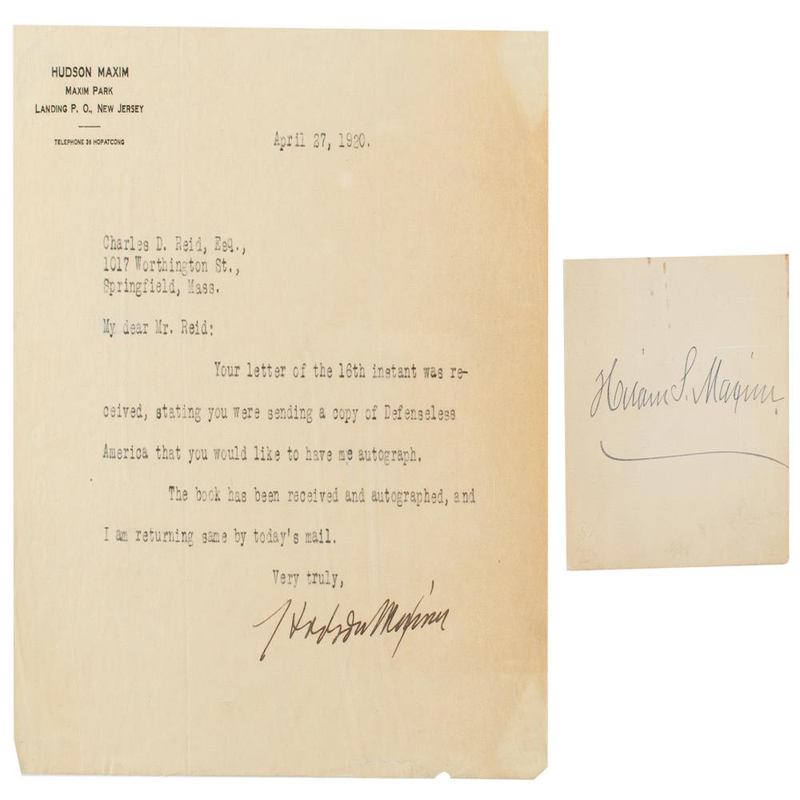 HUDSON MAXIM
MAXIM PARK
LANDING P. O., NEW JERSEY
TELEPHONE 36 HOPATCONG
April 27, 1920.
Charles D. Reid, Esq.,
1017 Worthington St.,
Springfield, Mass.
My dear Mr. Reid:
Your letter of the 16th instant was re-
ceived, stating you were sending a copy of Defenseless
America that you would like to have me autograph.
The book has been received and autographed, and
I am returning same by today's mail.
Very truly,
Hudson Maxim
Hiram S. Maxim